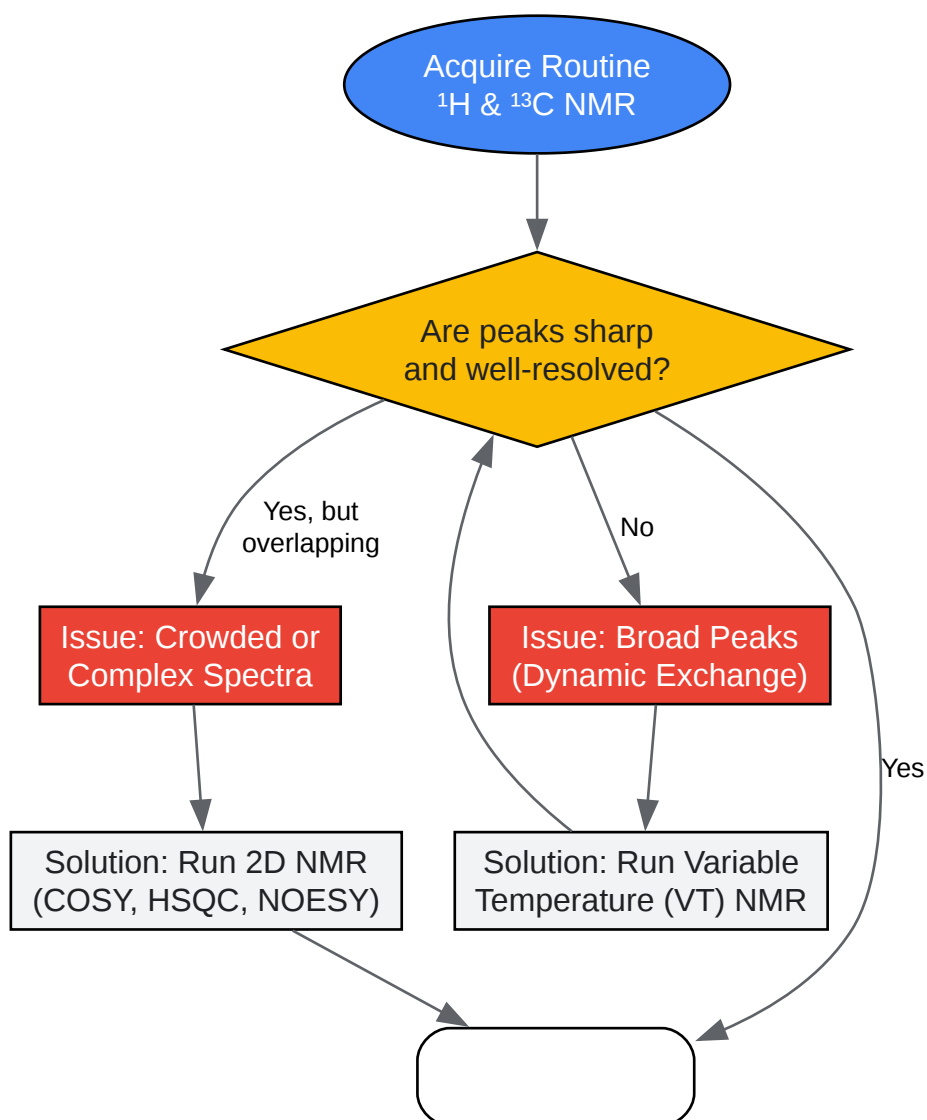 Acquire Routine
¹H & ¹³C NMR
Are peaks sharp
and well-resolved?
Yes, but
overlapping
No
Issue: Crowded or
Complex Spectra
Issue: Broad Peaks
(Dynamic Exchange)
Yes
Solution: Run 2D NMR
(COSY, HSQC, NOESY)
Solution: Run Variable
Temperature (VT) NMR